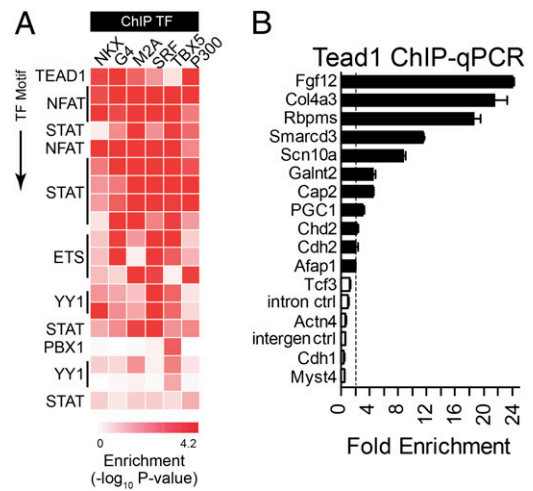 A
ChIP TF
NKX G4 M2A SRF TBX5 P300
TF Motif
TEAD1
NFAT
STAT
NFAT
STAT
ETS
YY1
STAT
PBX1
YY1
STAT
0 4.2
Enrichment
(-log10 P-value)
B
Tead1 ChIP-qPCR
Fgf12
Col4a3
Rbpms
Smarcd3
Scn10a
Galnt2
Cap2
PGC1
Chd2
Cdh2
Afap1
Tcf3
intron ctrl
Actn4
intergen ctrl
Cdh1
Myst4
0 4 8 12 16 20 24
Fold Enrichment